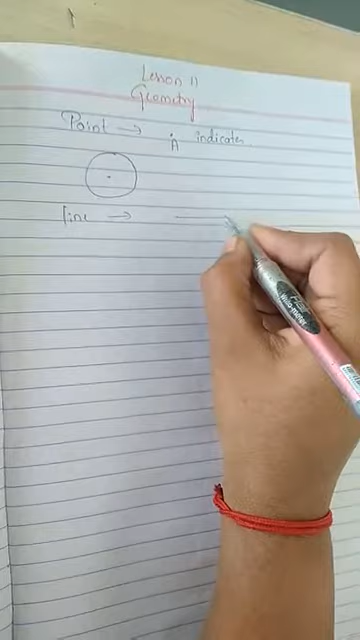 Lesson 11
Geometry
Point → A indicates
line →